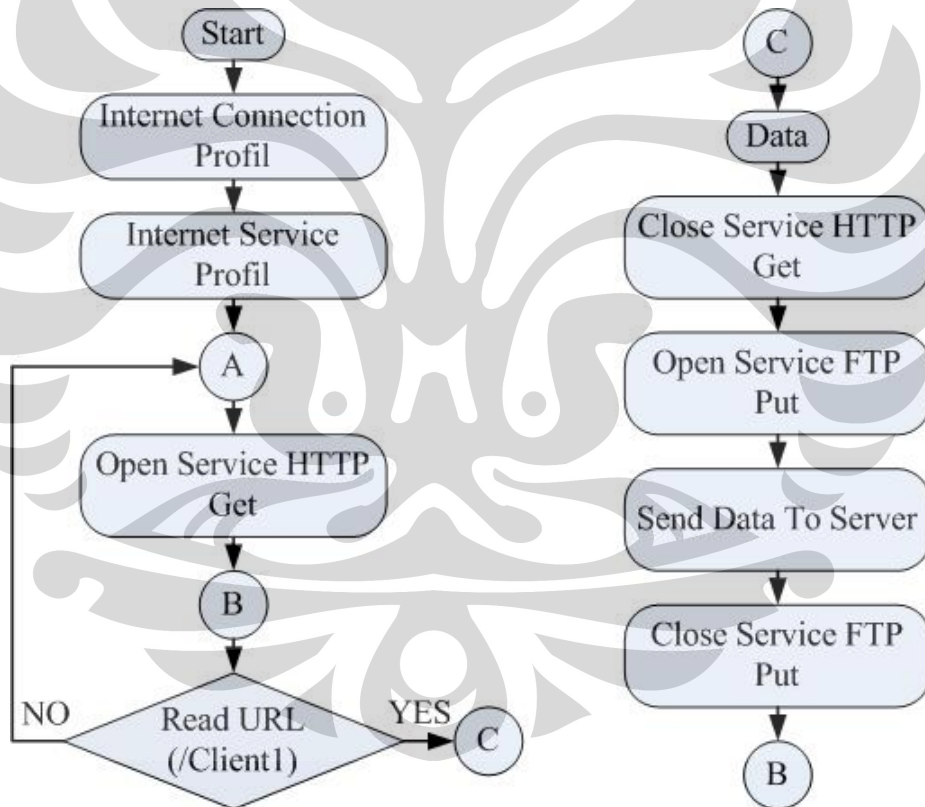 Start
Internet Connection
Profil
Internet Service
Profil
A
Open Service HTTP
Get
B
NO
Read URL
(/Client1)
YES
C
C
Data
Close Service HTTP
Get
Open Service FTP
Put
Send Data To Server
Close Service FTP
Put
B